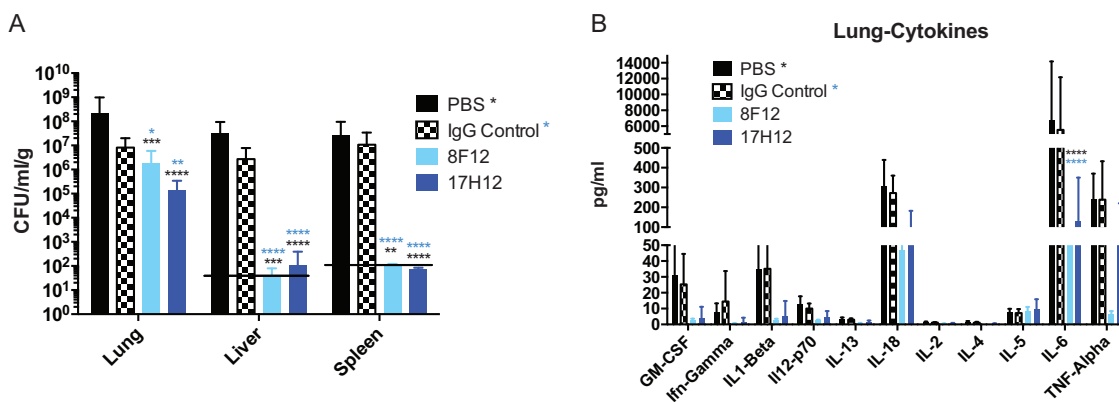 A
CFU/ml/g
10^10
10^9
10^8
10^7
10^6
10^5
10^4
10^3
10^2
10^1
10^0
*
***
**
****
****
***
****
****
****
**
****
****
Lung
Liver
Spleen
PBS *
IgG Control *
8F12
17H12
B
Lung-Cytokines
pg/ml
14000
12000
10000
8000
6000
500
400
300
200
50
40
30
20
10
0
PBS *
IgG Control *
8F12
17H12
****
****
GM-CSF
Ifn-Gamma
IL1-Beta
Il12-p70
IL-13
IL-18
IL-2
IL-4
IL-5
IL-6
TNF-Alpha